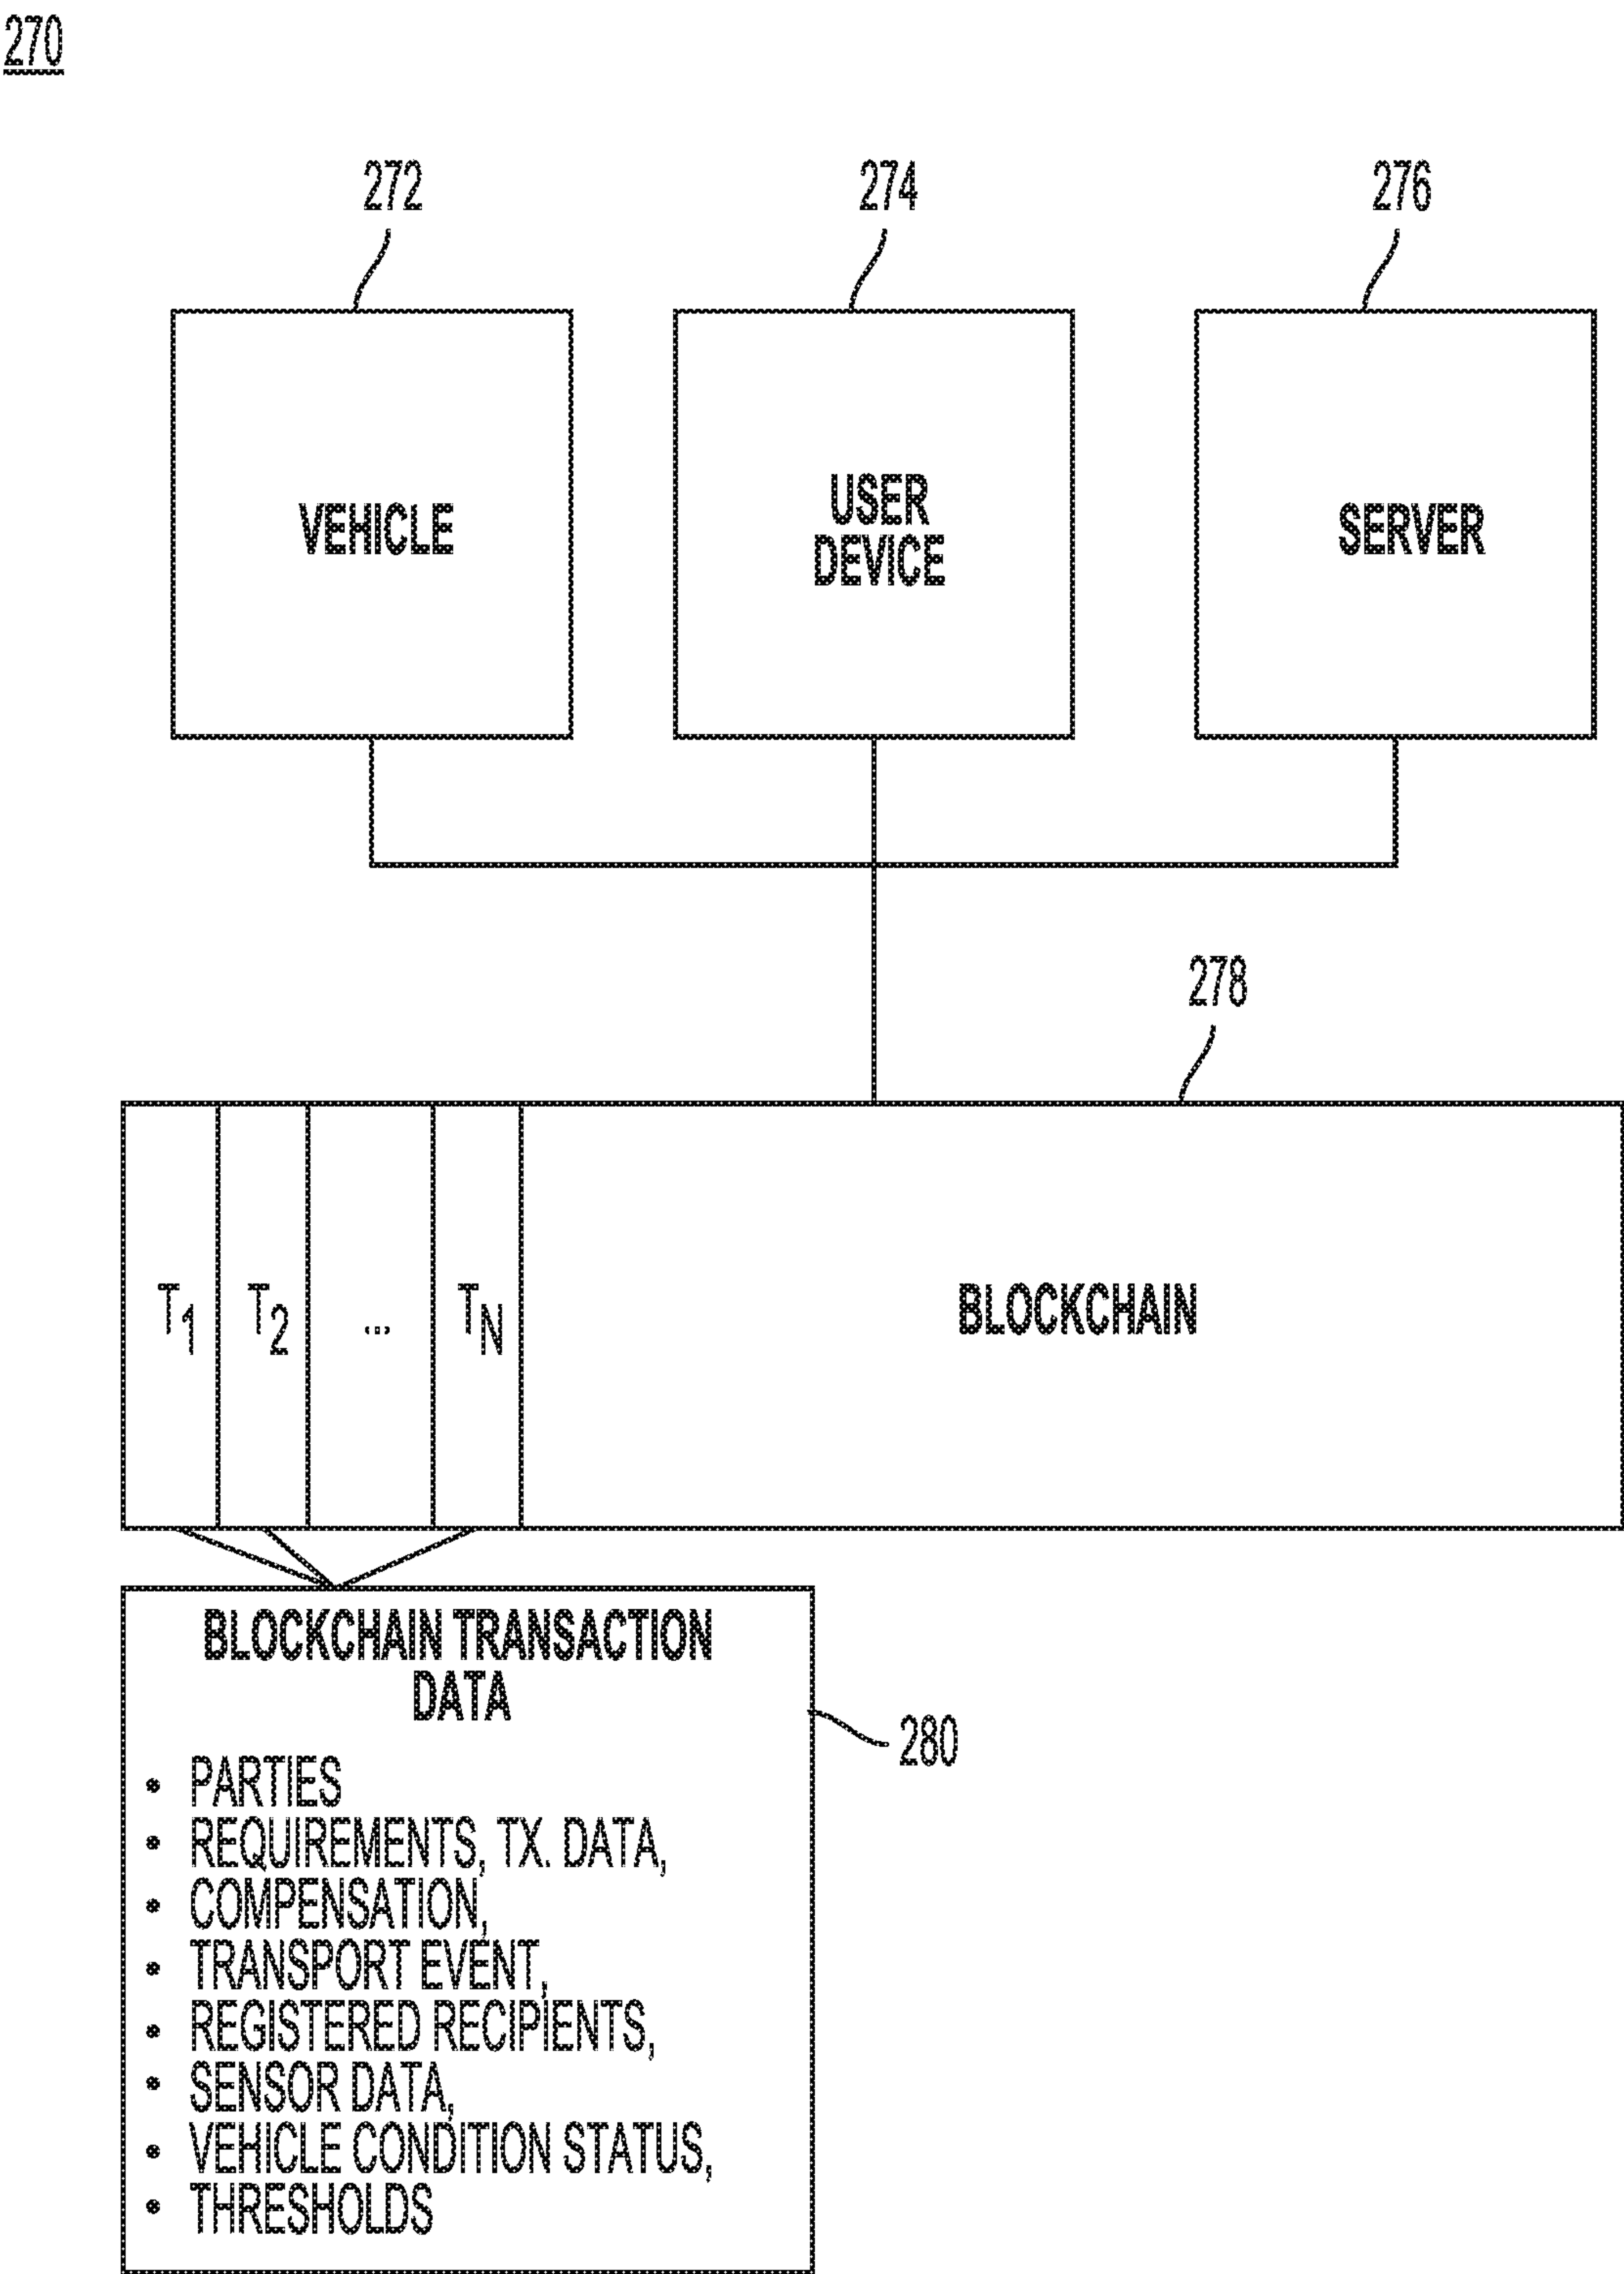 270
272
274
276
VEHICLE
USER
DEVICE
SERVER
278
T1
T2
...
TN
BLOCKCHAIN
BLOCKCHAIN TRANSACTION
DATA
280
• PARTIES
• REQUIREMENTS, TX. DATA,
• COMPENSATION,
• TRANSPORT EVENT,
• REGISTERED RECIPIENTS,
• SENSOR DATA,
• VEHICLE CONDITION STATUS,
• THRESHOLDS